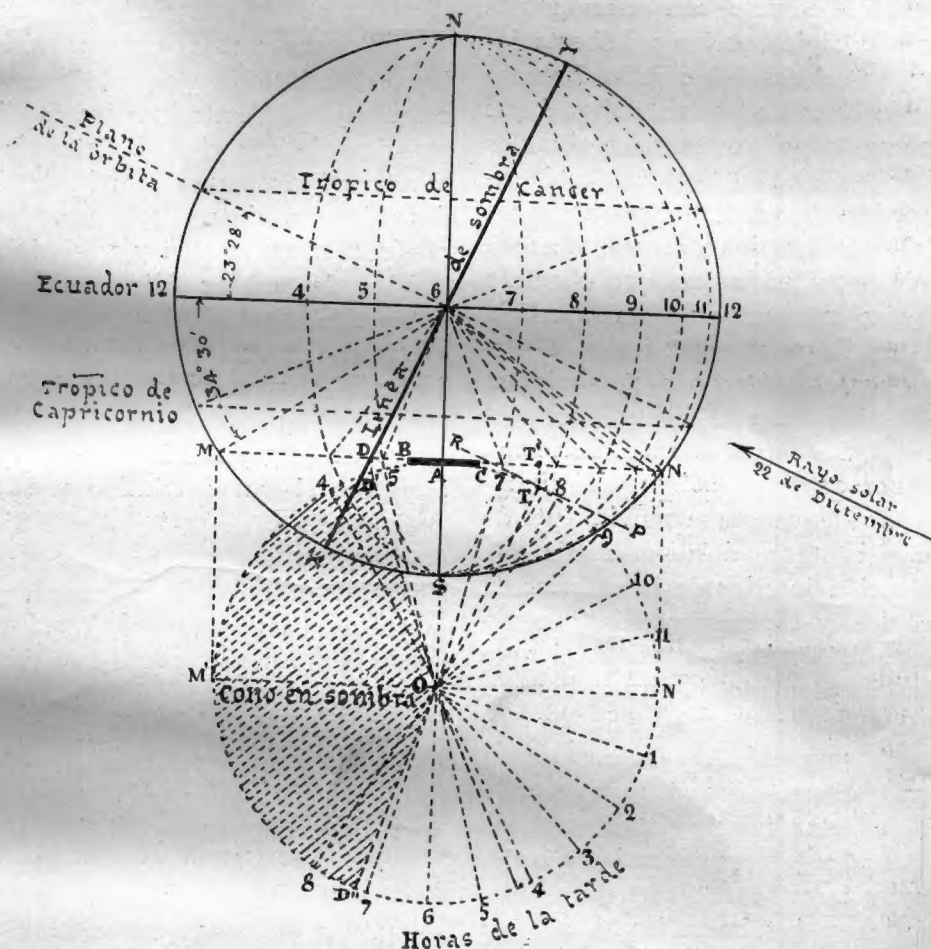 N
Y
Plano
de la órbita
Trópico de Cáncer
Línea de sombra
23° 28'
Ecuador 12 4 5 6 7 8 9 10 11 12
34° 30'
Trópico de
Capricornio
M D B R T' N
4 5 A C 7 T 8
X 9 P
Rayo solar
22 de Diciembre
S
10
11
M' Cono en sombra O N'
1
2
3
8 D'' 7 6 5 4
Horas de la tarde